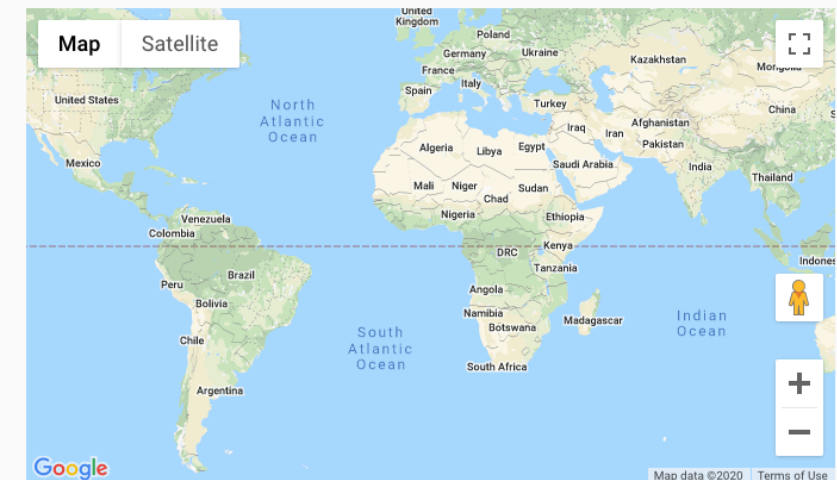 United
Kingdom
Map
Satellite
Poland
Germany
Ukraine
Kazakhstan
France
Mongolia
Italy
Spain
Turkey
United States
North
Atlantic
Ocean
China
Iraq
Iran
Afghanistan
Pakistan
Algeria
Libya
Egypt
Mexico
Saudi Arabia
India
Thailand
Mali
Niger
Chad
Sudan
Nigeria
Ethiopia
Venezuela
Colombia
Kenya
DRC
Indones
Tanzania
Brazil
Peru
Angola
Bolivia
Namibia
Botswana
Madagascar
Indian
Ocean
South
Atlantic
Ocean
Chile
South Africa
Argentina
Google
Map data ©2020
Terms of Use